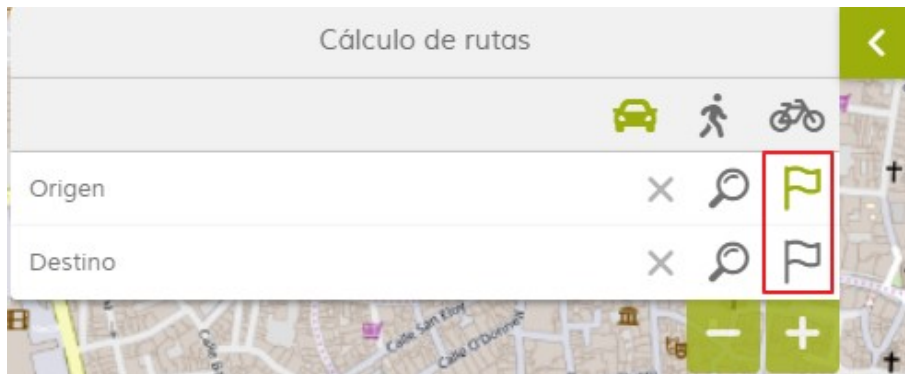 Cálculo de rutas
Origen
Destino
Calle San Eloy
Calle O'Donnell